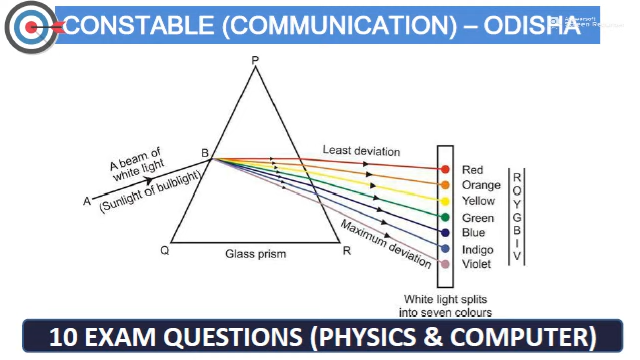 CONSTABLE (COMMUNICATION) – ODISHA
P
A beam of
white light
B
A
(Sunlight of bulblight)
Least deviation
Maximum deviation
Q
Glass prism
R
Red
Orange
Yellow
Green
Blue
Indigo
Violet
R
O
Y
G
B
I
V
White light splits
into seven colours
10 EXAM QUESTIONS (PHYSICS & COMPUTER)